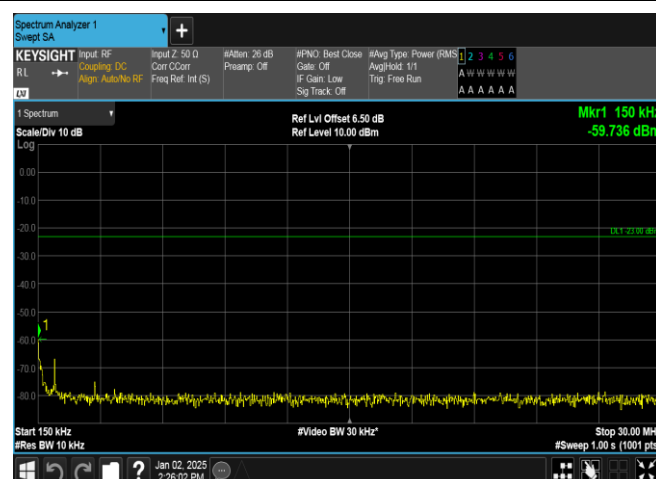 Spectrum Analyzer 1
Swept SA
+
KEYSIGHT Input: RF Input Z: 50 Ω #Atten: 26 dB #PNO: Best Close #Avg Type: Power (RMS 1 2 3 4 5 6
R L Coupling: DC Corr CCorr Preamp: Off Gate: Off Avg|Hold: 1/1 A W W W W W
Align: Auto/No RF Freq Ref: Int (S) IF Gain: Low Trig: Free Run
LXI Sig Track: Off A A A A A A
1 Spectrum Ref Lvl Offset 6.50 dB Mkr1 150 kHz
Scale/Div 10 dB Ref Level 10.00 dBm -59.736 dBm
Log
0.00
-10.0
-20.0
DL1 -23.00 dBm
-30.0
-40.0
-50.0
1
-60.0
-70.0
-80.0
Start 150 kHz #Video BW 30 kHz* Stop 30.00 MH
#Res BW 10 kHz #Sweep 1.00 s (1001 pts
? Jan 02, 2025
2:26:02 PM